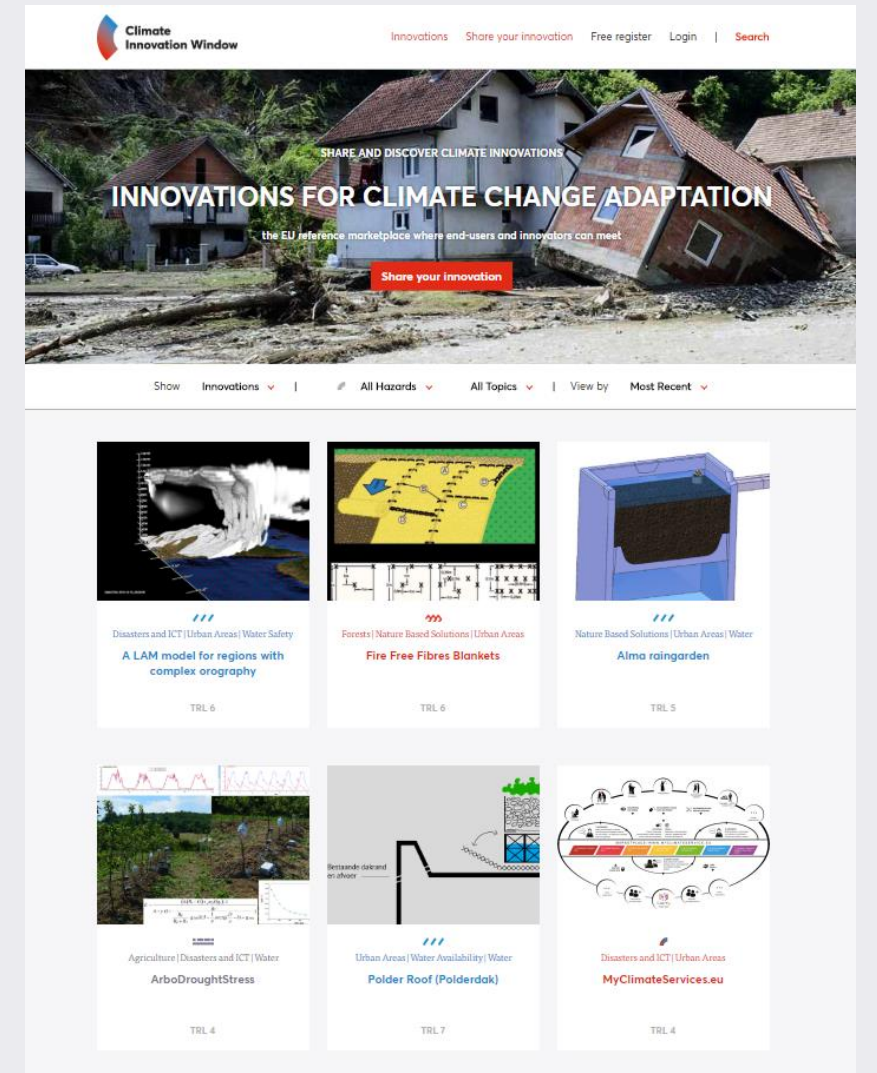 Climate
Innovation Window
Innovations Share your innovation Free register Login | Search
SHARE AND DISCOVER CLIMATE INNOVATIONS
INNOVATIONS FOR CLIMATE CHANGE ADAPTATION
the EU reference marketplace where end-users and innovators can meet
Share your innovation
Show Innovations | All Hazards All Topics | View by Most Recent
Disasters and ICT | Urban Areas | Water Safety
A LAM model for regions with
complex orography
TRL 6
Forests | Nature Based Solutions | Urban Areas
Fire Free Fibres Blankets
TRL 6
Nature Based Solutions | Urban Areas | Water
Alma raingarden
TRL 5
Agriculture | Disasters and ICT | Water
ArboDroughtStress
TRL 4
Bestaande dakrand
en afvoer
Urban Areas | Water Availability | Water
Polder Roof (Polderdak)
TRL 7
Disasters and ICT | Urban Areas
MyClimateServices.eu
TRL 4